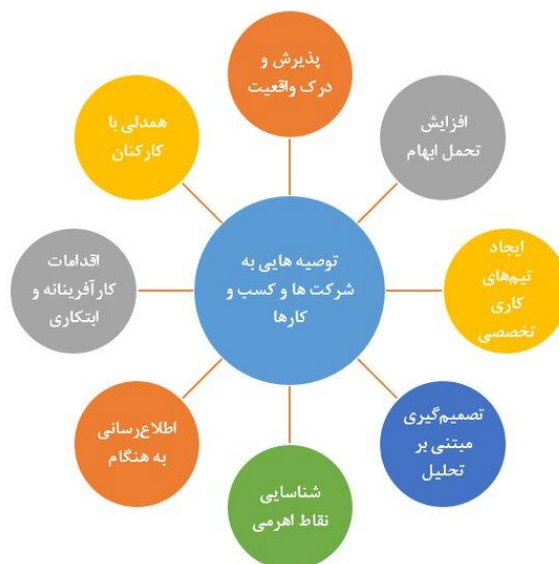 پذیرش و
درک واقعیت
افزایش
تحمل ابهام
ایجاد
تیم‌های
کاری
تخصصی
تصمیم‌گیری
مبتنی بر
تحلیل
شناسایی
نقاط اهرمی
اطلاع‌رسانی
به هنگام
اقدامات
کارآفرینانه و
ابتکاری
همدلی با
کارکنان
توصیه هایی به
شرکت ها و کسب و
کارها